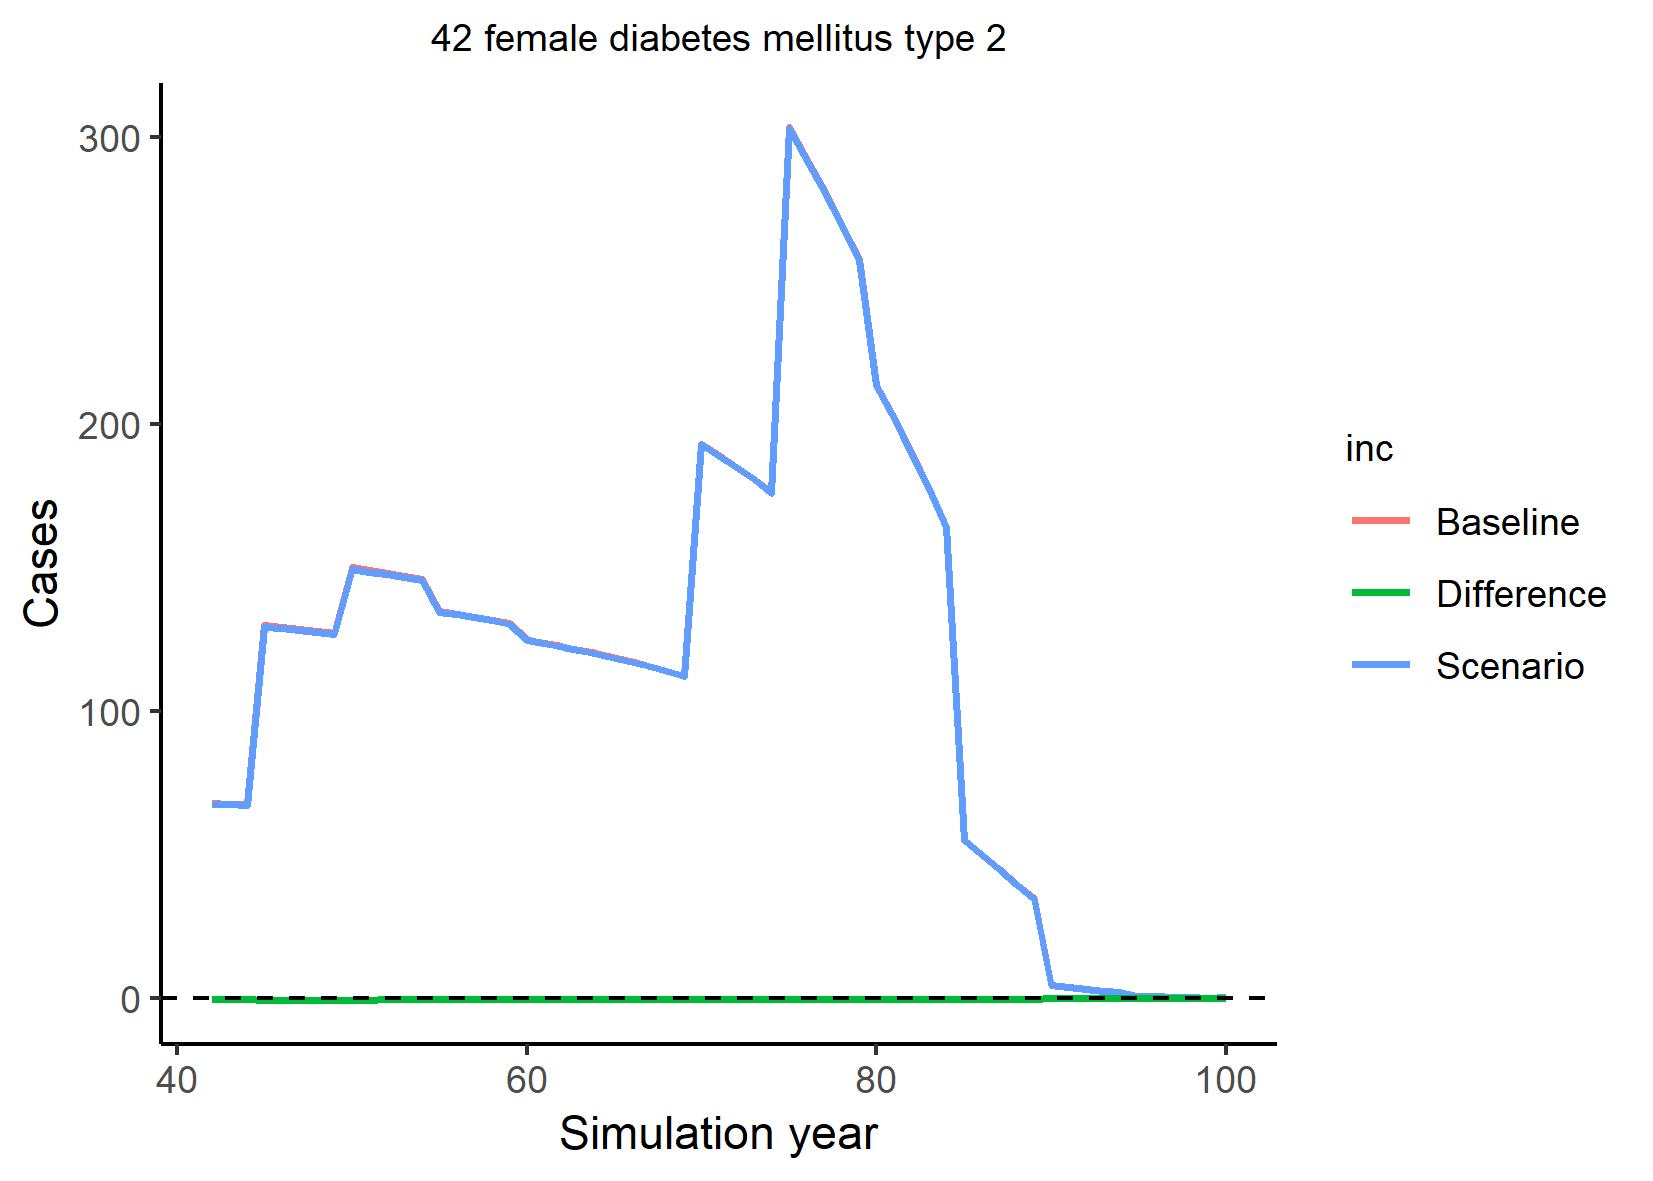 42 female diabetes mellitus type 2
Cases
300
200
100
0
40 60 80 100
Simulation year
inc
Baseline
Difference
Scenario